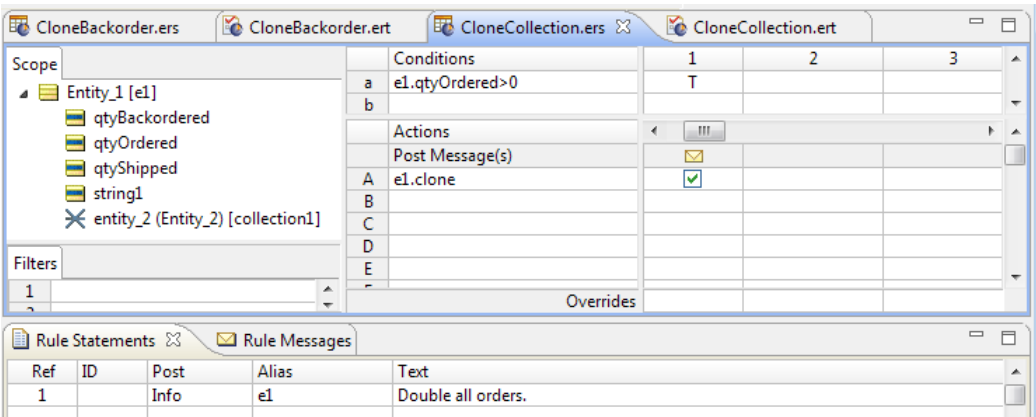 CloneBackorder.ers CloneBackorder.ert CloneCollection.ers CloneCollection.ert
Scope
Entity_1 [e1]
qtyBackordered
qtyOrdered
qtyShipped
string1
entity_2 (Entity_2) [collection1]
Filters
1
Conditions 1 2 3
a e1.qtyOrdered>0 T
b
Actions
Post Message(s)
A e1.clone
B
C
D
E
Overrides
Rule Statements Rule Messages
Ref ID Post Alias Text
1 Info e1 Double all orders.